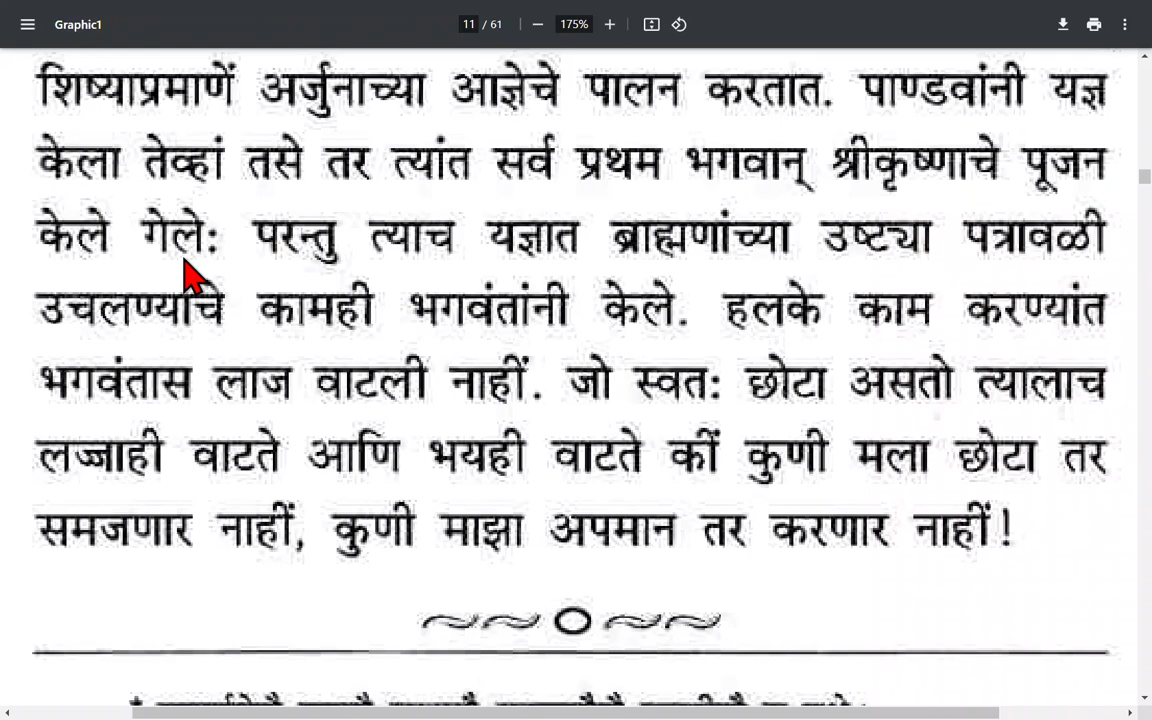 Graphic1
11 / 61
175%
शिष्याप्रमाणें अर्जुनाच्या आज्ञेचे पालन करतात. पाण्डवांनी यज्ञ
केला तेव्हां तसे तर त्यांत सर्व प्रथम भगवान् श्रीकृष्णाचे पूजन
केले गेले: परन्तु त्याच यज्ञात ब्राह्मणांच्या उष्ट्या पत्रावळी
उचलण्याचे कामही भगवंतांनी केले. हलके काम करण्यांत
भगवंतास लाज वाटली नाहीं. जो स्वत: छोटा असतो त्यालाच
लज्जाही वाटते आणि भयही वाटते कीं कुणी मला छोटा तर
समजणार नाहीं, कुणी माझा अपमान तर करणार नाहीं!